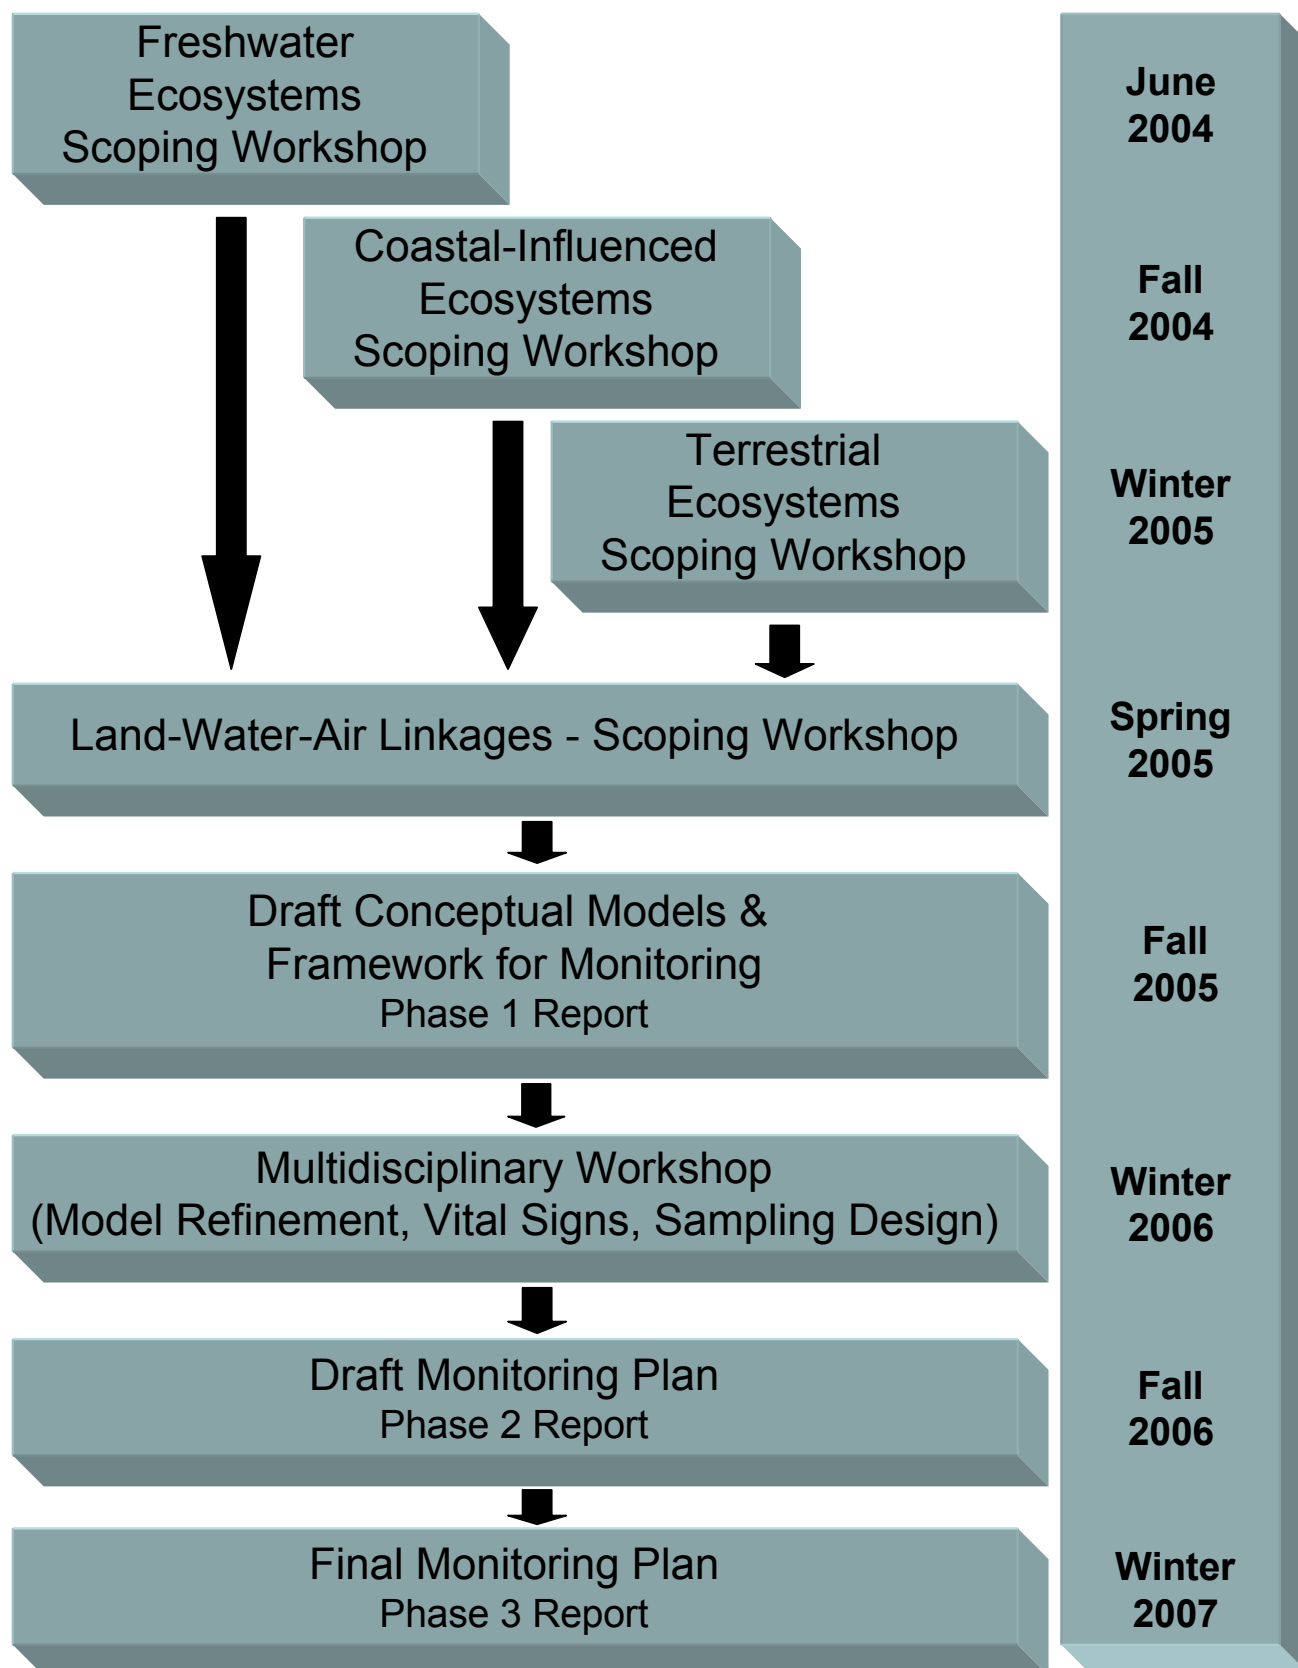 Freshwater
Ecosystems
Scoping Workshop
June
2004
Coastal-Influenced
Ecosystems
Scoping Workshop
Fall
2004
Terrestrial
Ecosystems
Scoping Workshop
Winter
2005
Land-Water-Air Linkages - Scoping Workshop
Spring
2005
Draft Conceptual Models &
Framework for Monitoring
Phase 1 Report
Fall
2005
Multidisciplinary Workshop
(Model Refinement, Vital Signs, Sampling Design)
Winter
2006
Draft Monitoring Plan
Phase 2 Report
Fall
2006
Final Monitoring Plan
Phase 3 Report
Winter
2007